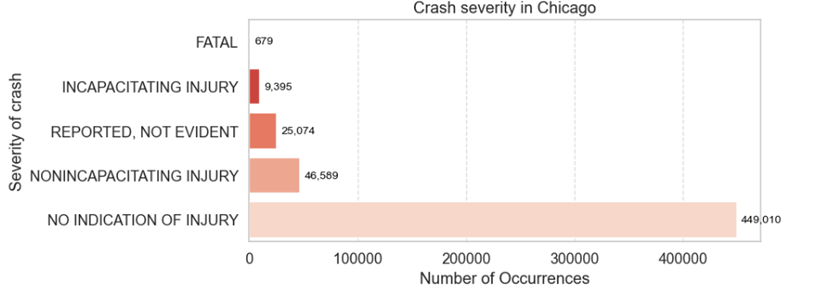 Crash severity in Chicago
FATAL
679
INCAPACITATING INJURY
9,395
REPORTED, NOT EVIDENT
25,074
NONINCAPACITATING INJURY
46,589
NO INDICATION OF INJURY
449,010
Severity of crash
0 100000 200000 300000 400000
Number of Occurrences